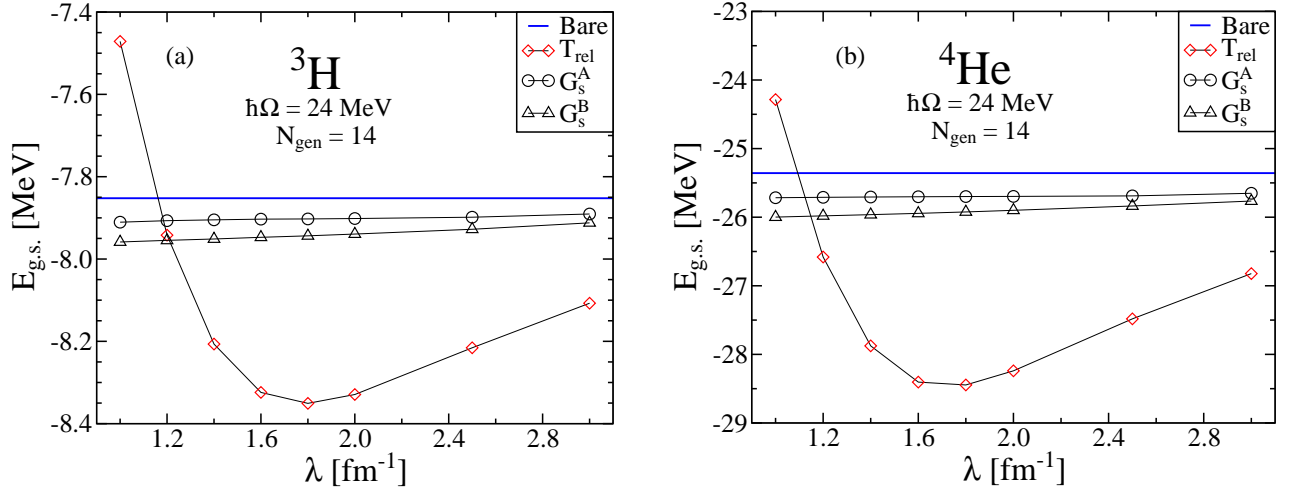 (a)
³H
ħΩ = 24 MeV
N_gen = 14
Bare
T_rel
G_s^A
G_s^B
-7.4
-7.6
-7.8
-8.0
-8.2
-8.4
E_g.s. [MeV]
1.2 1.6 2.0 2.4 2.8
λ [fm⁻¹]
(b)
⁴He
ħΩ = 24 MeV
N_gen = 14
Bare
T_rel
G_s^A
G_s^B
-23
-24
-25
-26
-27
-28
-29
E_g.s. [MeV]
1.2 1.6 2.0 2.4 2.8
λ [fm⁻¹]